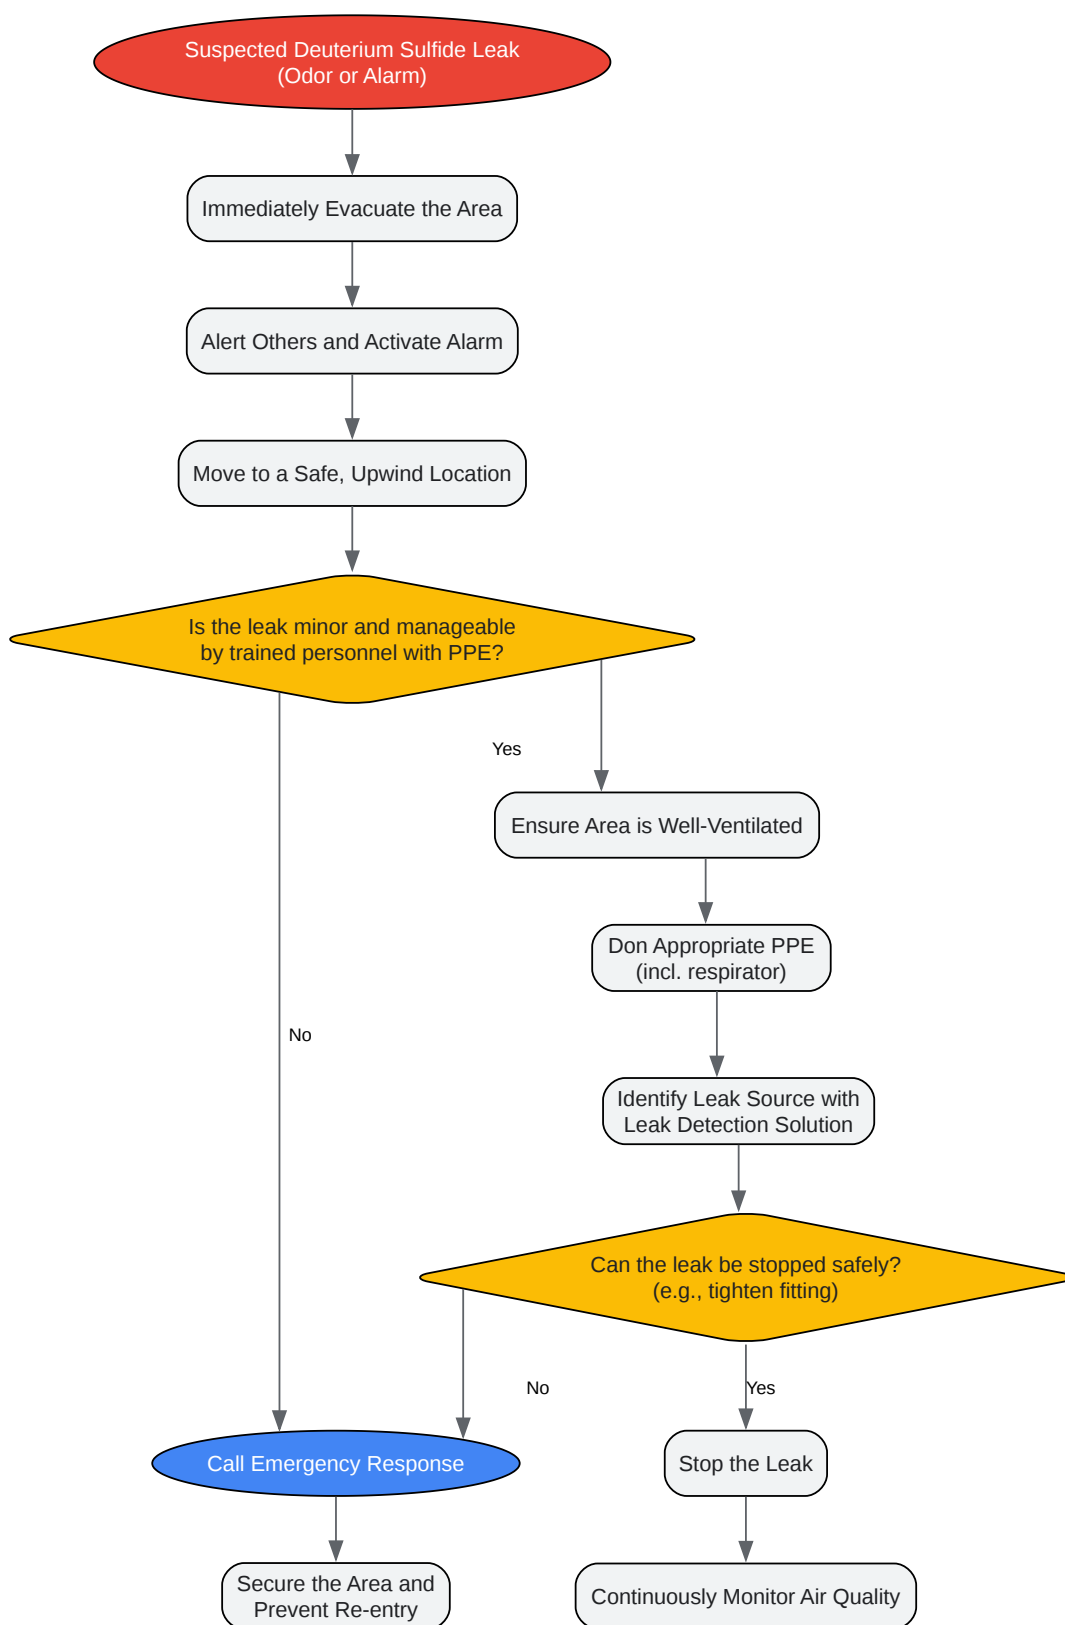 Suspected Deuterium Sulfide Leak
(Odor or Alarm)
Immediately Evacuate the Area
Alert Others and Activate Alarm
Move to a Safe, Upwind Location
Is the leak minor and manageable
by trained personnel with PPE?
Yes
Ensure Area is Well-Ventilated
Don Appropriate PPE
(incl. respirator)
No
Identify Leak Source with
Leak Detection Solution
Can the leak be stopped safely?
(e.g., tighten fitting)
No
Yes
Call Emergency Response
Stop the Leak
Secure the Area and
Prevent Re-entry
Continuously Monitor Air Quality